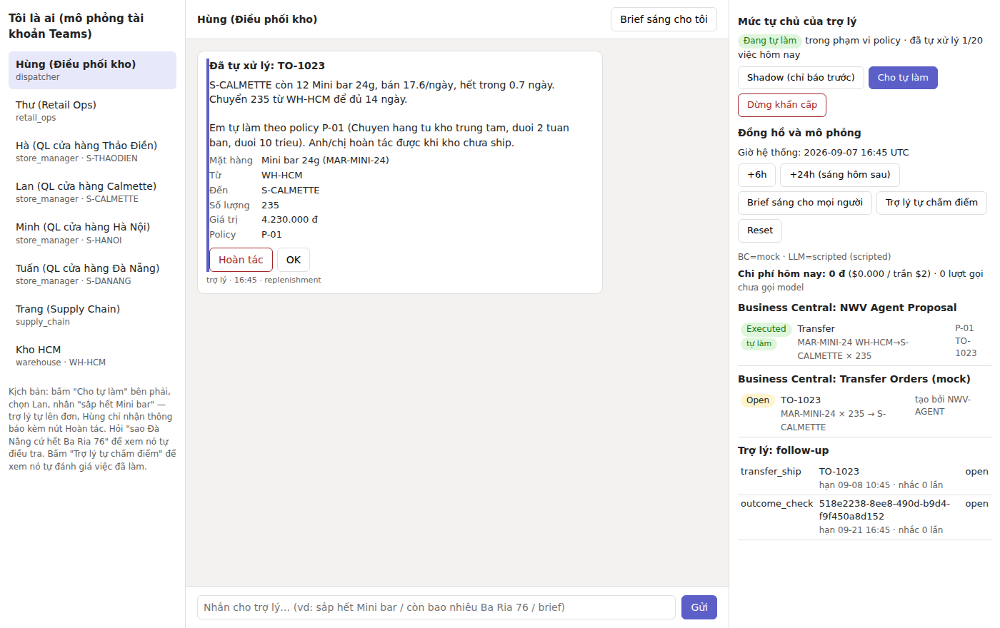 Tôi là ai (mô phỏng tài
khoản Teams)
Hùng (Điều phối kho)
dispatcher
Thư (Retail Ops)
retail_ops
Hà (QL cửa hàng Thảo Điền)
store_manager · S-THAODIEN
Lan (QL cửa hàng Calmette)
store_manager · S-CALMETTE
Minh (QL cửa hàng Hà Nội)
store_manager · S-HANOI
Tuấn (QL cửa hàng Đà Nẵng)
store_manager · S-DANANG
Trang (Supply Chain)
supply_chain
Kho HCM
warehouse · WH-HCM
Kịch bản: bấm "Cho tự làm" bên phải,
chọn Lan, nhắn "sắp hết Mini bar" —
trợ lý tự lên đơn, Hùng chỉ nhận thông
báo kèm nút Hoàn tác. Hỏi "sao Đà
Nẵng cứ hết Ba Ria 76" để xem nó tự
điều tra. Bấm "Trợ lý tự chấm điểm" để
xem nó tự đánh giá việc đã làm.
Hùng (Điều phối kho)
Brief sáng cho tôi
Đã tự xử lý: TO-1023
S-CALMETTE còn 12 Mini bar 24g, bán 17.6/ngày, hết trong 0.7 ngày.
Chuyển 235 từ WH-HCM để đủ 14 ngày.
Em tự làm theo policy P-01 (Chuyen hang tu kho trung tam, duoi 2 tuan
ban, duoi 10 trieu). Anh/chị hoàn tác được khi kho chưa ship.
Mặt hàng Mini bar 24g (MAR-MINI-24)
Từ WH-HCM
Đến S-CALMETTE
Số lượng 235
Giá trị 4.230.000 đ
Policy P-01
Hoàn tác OK
trợ lý · 16:45 · replenishment
Nhắn cho trợ lý... (vd: sắp hết Mini bar / còn bao nhiêu Ba Ria 76 / brief)
Gửi
Mức tự chủ của trợ lý
Đang tự làm trong phạm vi policy · đã tự xử lý 1/20
việc hôm nay
Shadow (chỉ báo trước) Cho tự làm
Dừng khẩn cấp
Đồng hồ và mô phỏng
Giờ hệ thống: 2026-09-07 16:45 UTC
+6h +24h (sáng hôm sau)
Brief sáng cho mọi người Trợ lý tự chấm điểm
Reset
BC=mock · LLM=scripted (scripted)
Chi phí hôm nay: 0 đ ($0.000 / trần $2) · 0 lượt gọi
chưa gọi model
Business Central: NWV Agent Proposal
Executed Transfer P-01
tự làm MAR-MINI-24 WH-HCM→S- TO-
CALMETTE × 235 1023
Business Central: Transfer Orders (mock)
Open TO-1023 tạo bởi NWV-
MAR-MINI-24 × 235 → S- AGENT
CALMETTE
Trợ lý: follow-up
transfer_ship TO-1023 open
hạn 09-08 10:45 · nhắc 0 lần
outcome_check 518e2238-8ee8-490d-b9d4- open
f9f450a8d152
hạn 09-21 16:45 · nhắc 0 lần